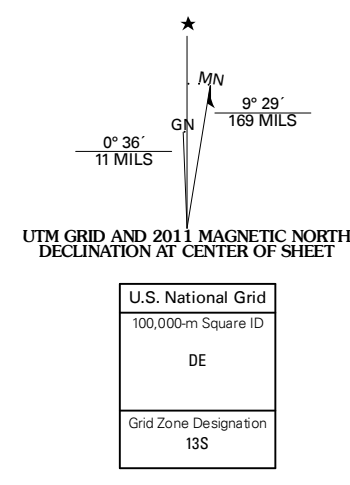 MN
9° 29´
169 MILS
GN
0° 36´
11 MILS
UTM GRID AND 2011 MAGNETIC NORTH
DECLINATION AT CENTER OF SHEET
U.S. National Grid
100,000-m Square ID
DE
Grid Zone Designation
13S